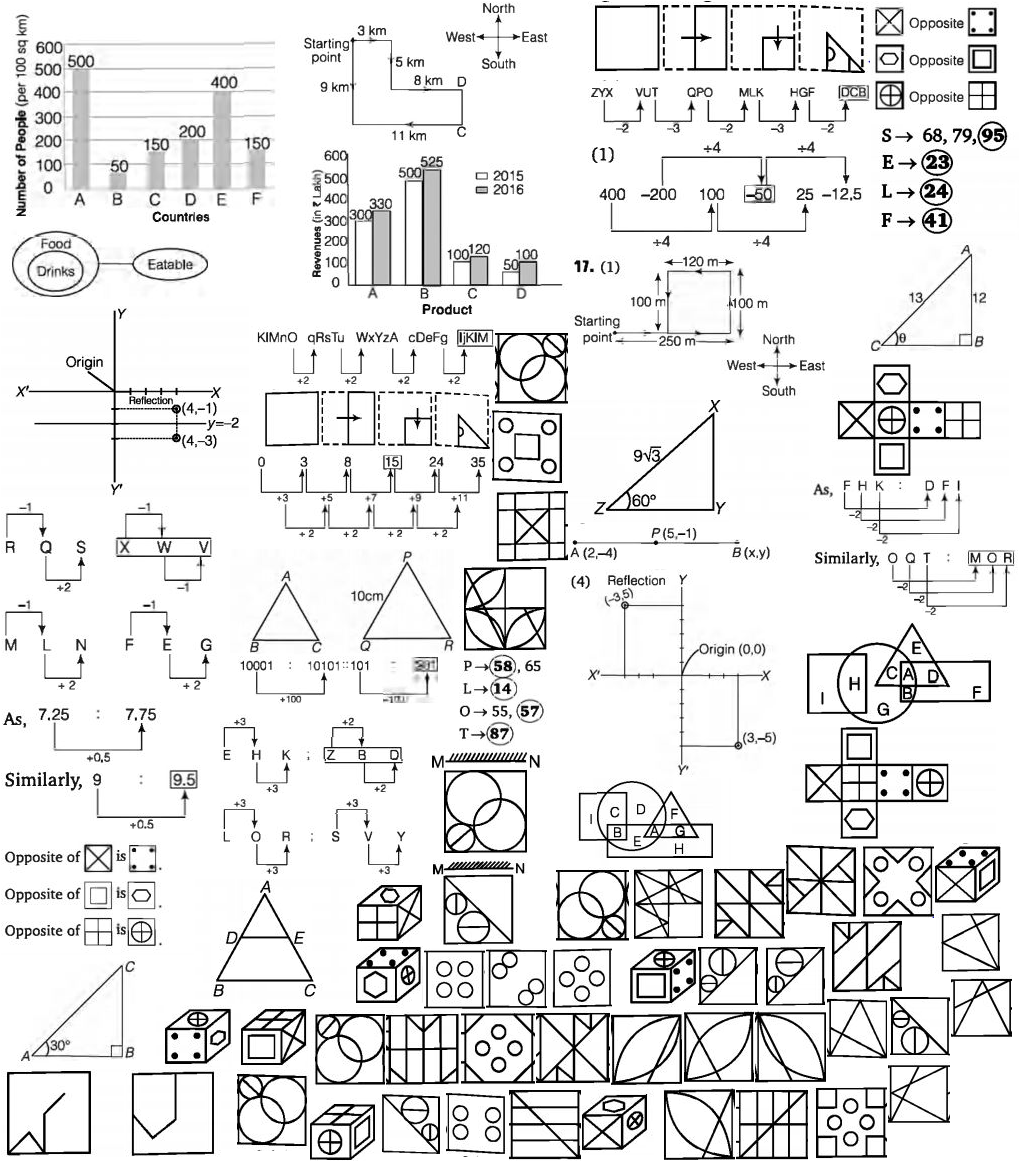 Number of People (per 100 sq km)
600
500
400
300
200
100
0
500
50
150
200
400
150
A B C D E F
Countries
Food
Drinks
Eatable
North
West East
South
Starting point
3 km
5 km
8 km
D
9 km
11 km
C
Revenues (in ₹ Lakh)
600
500
400
300
200
100
0
2015
2016
300 330
500 525
100 120
50 100
A B C D
Product
ZYX VUT QPO MLK HGF DCB
–2 –3 –2 –3 –2
(1)
÷4 ÷4
400 –200 100 –50 25 –12,5
÷4 ÷4
Opposite
Opposite
Opposite
S → 68, 79, 95
E → 23
L → 24
F → 41
17. (1)
120 m
100 m
100 m
Starting point
250 m
North
West East
South
A
13
12
C
θ
B
Y
Origin
X' X
Reflection
(4,–1)
y=–2
(4,–3)
Y'
KlMnO qRsTu WxYzA cDeFg IjKlM
+2 +2 +2 +2
0 3 8 15 24 35
+3 +5 +7 +9 +11
+ 2 + 2 + 2 + 2
X
9√3
60°
Z Y
P (5,–1)
A (2,–4) B (x,y)
As, F H K : D F I
–2
–2
–2
Similarly, O Q T : M O R
–2
–2
–2
–1 –1
R Q S X W V
+2 –1
–1 –1
M L N F E G
+ 2 + 2
A
B C
P
10cm
Q R
10001 : 10101 :: 101 :
+100
P → 58, 65
L → 14
O → 55, 57
T → 87
(4) Reflection
Y
(–3,5)
Origin (0,0)
X' X
(3,–5)
Y'
E
C A D
I H B F
G
As, 7.25 : 7.75
+0.5
Similarly, 9 : 9.5
+0.5
+3 +2
E H K ; Z B D
+3 +2
+3 +3
L O R ; S V Y
+3 +3
M N
I C D F
B A G
E H
M N
Opposite of is .
Opposite of is .
Opposite of is .
A
D E
B C
C
30°
A B